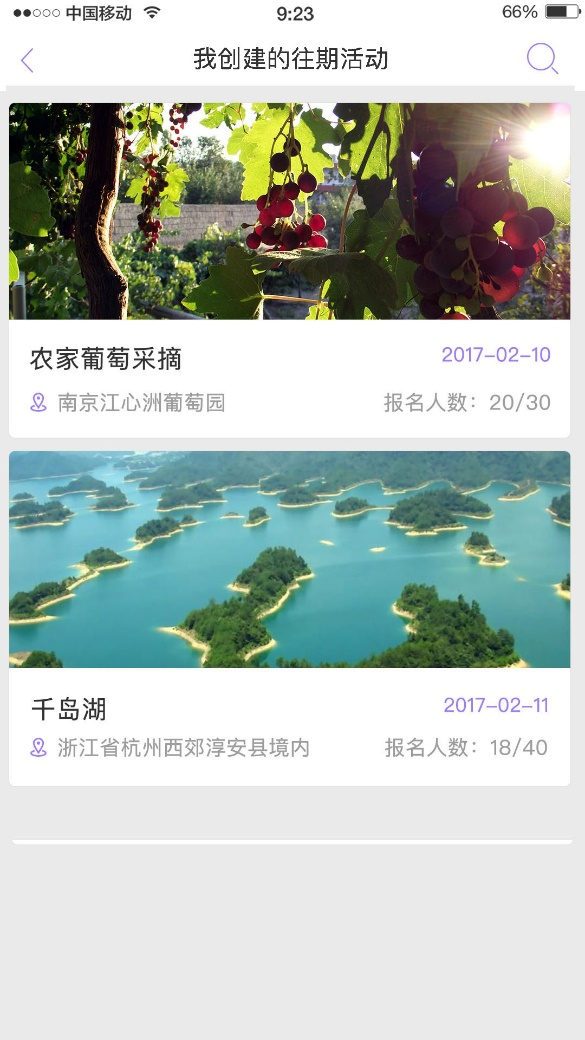 中国移动 9:23 66%
我创建的往期活动
农家葡萄采摘 2017-02-10
南京江心洲葡萄园 报名人数：20/30
千岛湖 2017-02-11
浙江省杭州西郊淳安县境内 报名人数：18/40